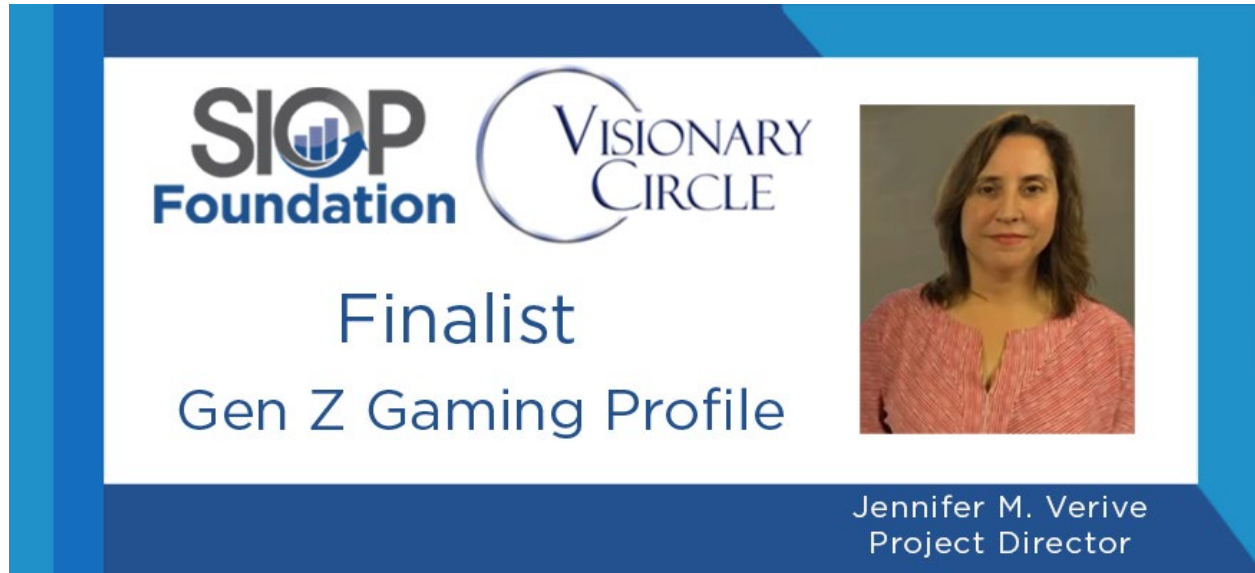 SIOP
Foundation
VISIONARY
CIRCLE
Finalist
Gen Z Gaming Profile
Jennifer M. Verive
Project Director